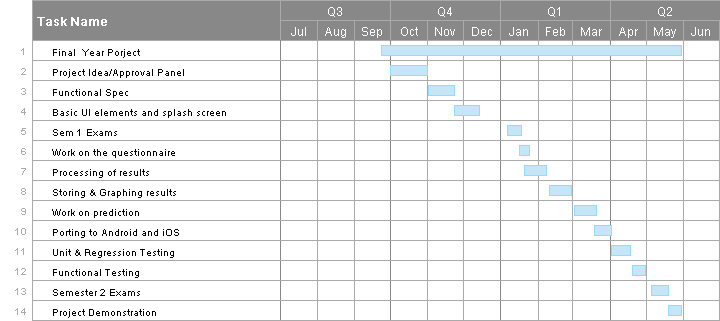 Task Name
Q3 Q4 Q1 Q2
Jul Aug Sep Oct Nov Dec Jan Feb Mar Apr May Jun
1 Final Year Porject
2 Project Idea/Approval Panel
3 Functional Spec
4 Basic UI elements and splash screen
5 Sem 1 Exams
6 Work on the questionnaire
7 Processing of results
8 Storing & Graphing results
9 Work on prediction
10 Porting to Android and iOS
11 Unit & Regression Testing
12 Functional Testing
13 Semester 2 Exams
14 Project Demonstration